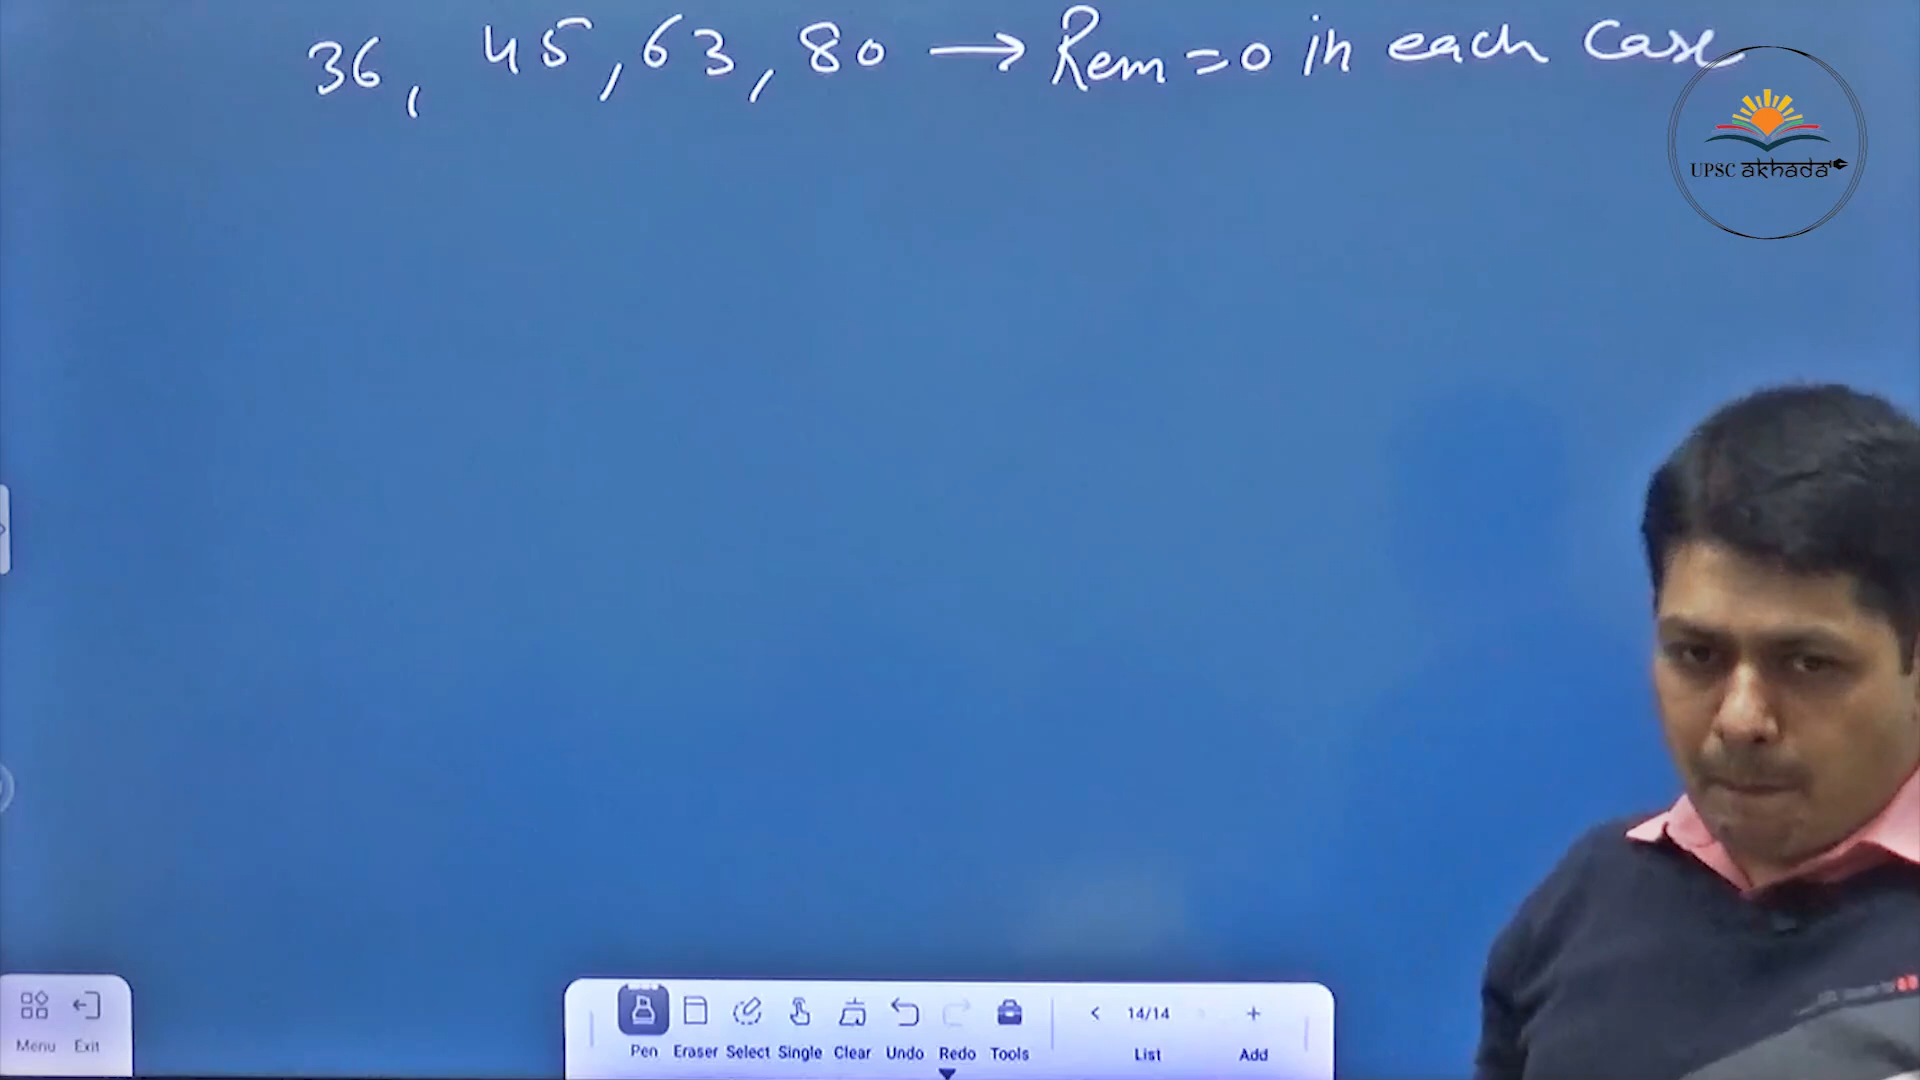 36, 45, 63, 80 → Rem = 0 in each Case
UPSC akhada
Menu Exit
Pen Eraser Select Single Clear Undo Redo Tools
< 14/14 +
List Add